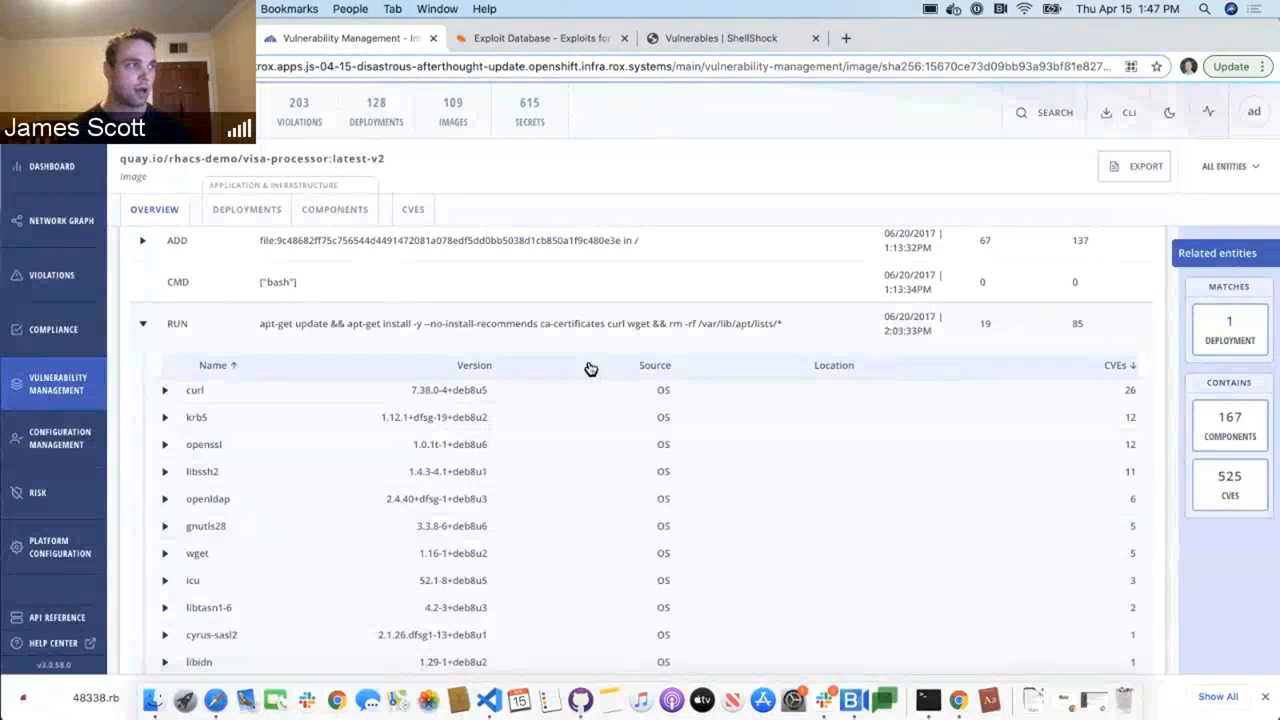 Bookmarks People Tab Window Help Thu Apr 15 1:47 PM
Vulnerability Management - Im × Exploit Database - Exploits for × Vulnerables | ShellShock × +
rox.apps.js-04-15-disastrous-afterthought-update.openshift.infra.rox.systems/main/vulnerability-management/image/sha256:15670ce73d09bb93a93bf81e827... Update
James Scott
203 128 109 615
VIOLATIONS DEPLOYMENTS IMAGES SECRETS
SEARCH CLI ad
quay.io/rhacs-demo/visa-processor:latest-v2
Image
EXPORT ALL ENTITIES
APPLICATION & INFRASTRUCTURE
OVERVIEW DEPLOYMENTS COMPONENTS CVES
DASHBOARD
NETWORK GRAPH
VIOLATIONS
COMPLIANCE
VULNERABILITY
MANAGEMENT
CONFIGURATION
MANAGEMENT
RISK
PLATFORM
CONFIGURATION
API REFERENCE
HELP CENTER
v3.0.58.0
ADD file:9c48682ff75c756544d4491472081a078edf5dd0bb5038d1cb850a1f9c480e3e in / 06/20/2017 | 1:13:32PM 67 137
CMD ["bash"] 06/20/2017 | 1:13:34PM 0 0
RUN apt-get update && apt-get install -y --no-install-recommends ca-certificates curl wget && rm -rf /var/lib/apt/lists/* 06/20/2017 | 2:03:33PM 19 85
Name ↑ Version Source Location CVEs ↓
curl 7.38.0-4+deb8u5 OS 26
krb5 1.12.1+dfsg-19+deb8u2 OS 12
openssl 1.0.1t-1+deb8u6 OS 12
libssh2 1.4.3-4.1+deb8u1 OS 11
openldap 2.4.40+dfsg-1+deb8u3 OS 6
gnutls28 3.3.8-6+deb8u6 OS 5
wget 1.16-1+deb8u2 OS 5
icu 52.1-8+deb8u5 OS 3
libtasn1-6 4.2-3+deb8u3 OS 2
cyrus-sasl2 2.1.26.dfsg1-13+deb8u1 OS 1
libidn 1.29-1+deb8u2 OS 1
Related entities
MATCHES
1
DEPLOYMENT
CONTAINS
167
COMPONENTS
525
CVES
48338.rb
15
Show All ×